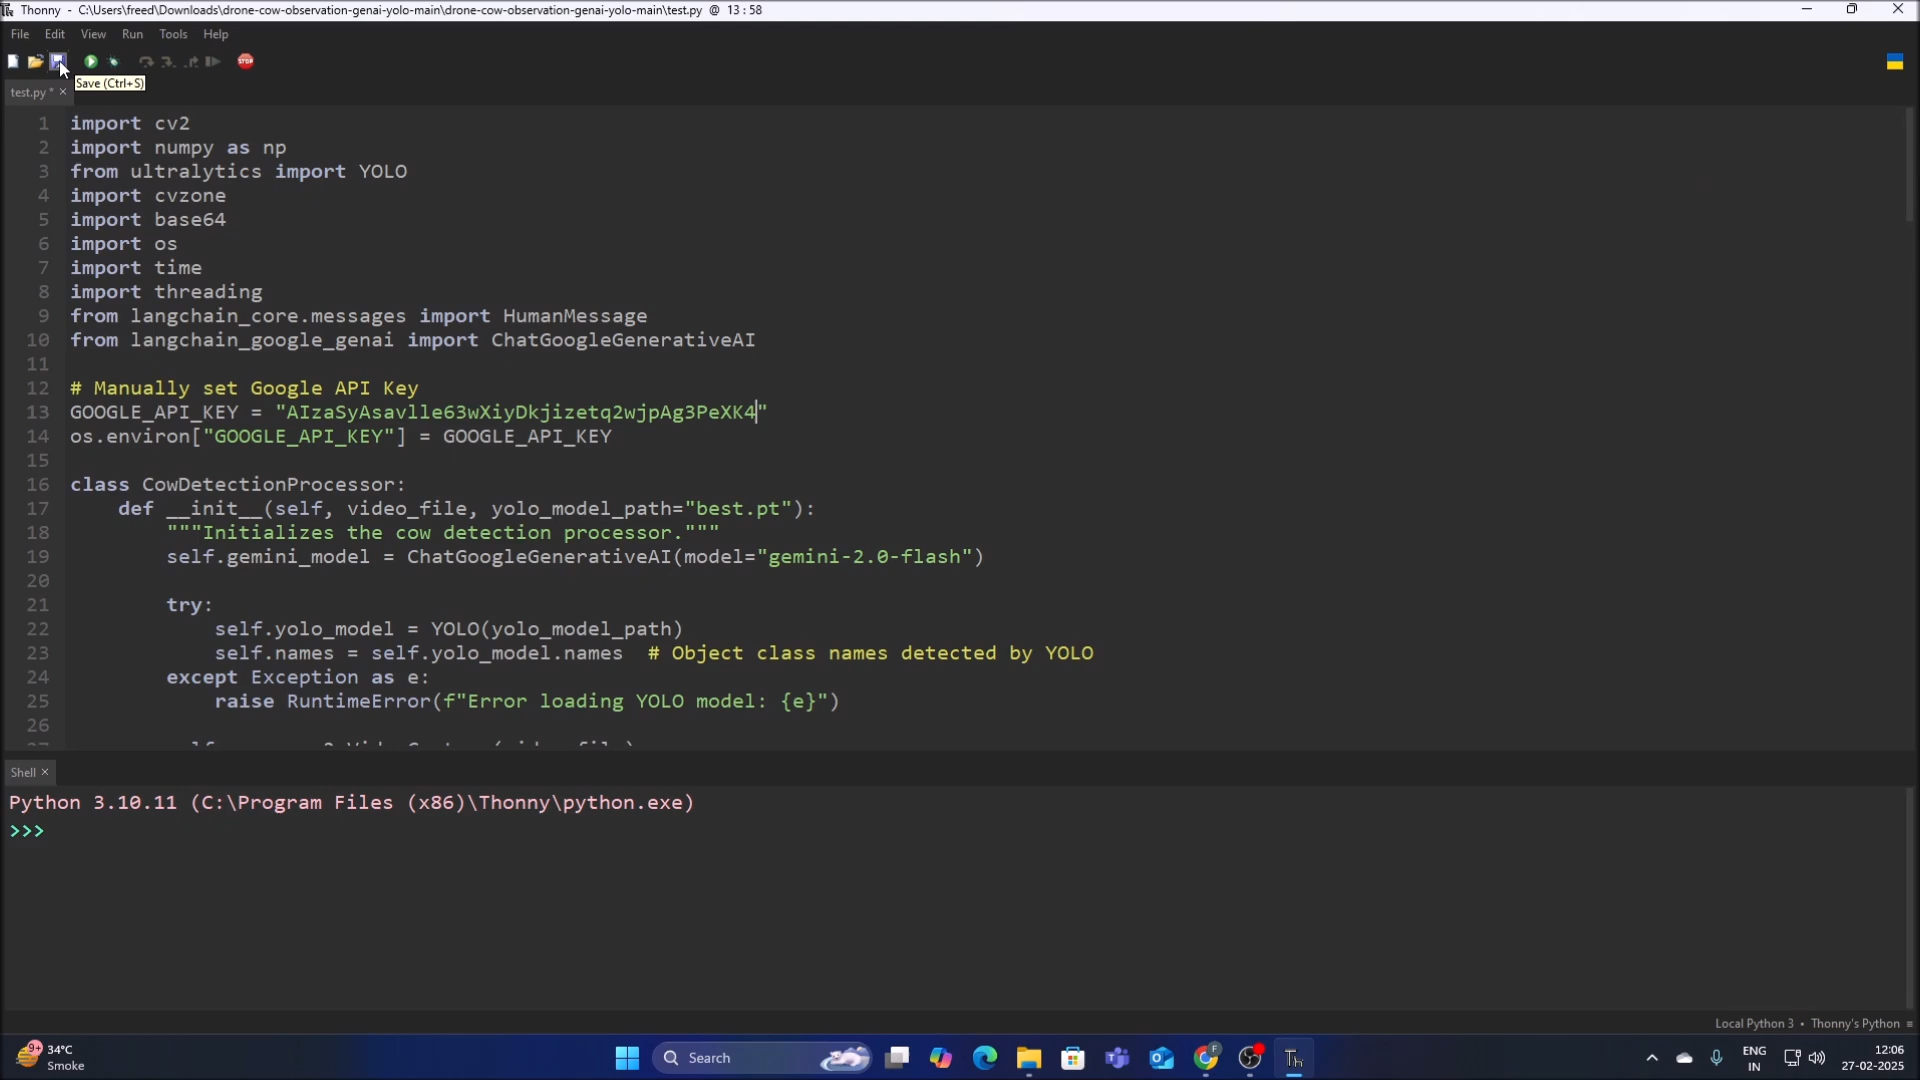 Thonny - C:\Users\freed\Downloads\drone-cow-observation-genai-yolo-main\drone-cow-observation-genai-yolo-main\test.py @ 13:58
File Edit View Run Tools Help
STOP
Save (Ctrl+S)
test.py * ×
1 import cv2
2 import numpy as np
3 from ultralytics import YOLO
4 import cvzone
5 import base64
6 import os
7 import time
8 import threading
9 from langchain_core.messages import HumanMessage
10 from langchain_google_genai import ChatGoogleGenerativeAI
11
12 # Manually set Google API Key
13 GOOGLE_API_KEY = "AIzaSyAsavlle63wXiyDkjizetq2wjpAg3PeXK4"
14 os.environ["GOOGLE_API_KEY"] = GOOGLE_API_KEY
15
16 class CowDetectionProcessor:
17 def __init__(self, video_file, yolo_model_path="best.pt"):
18 """Initializes the cow detection processor."""
19 self.gemini_model = ChatGoogleGenerativeAI(model="gemini-2.0-flash")
20
21 try:
22 self.yolo_model = YOLO(yolo_model_path)
23 self.names = self.yolo_model.names # Object class names detected by YOLO
24 except Exception as e:
25 raise RuntimeError(f"Error loading YOLO model: {e}")
26
Shell ×
Python 3.10.11 (C:\Program Files (x86)\Thonny\python.exe)
>>>
Local Python 3 • Thonny's Python ≡
9+ 34°C
Smoke
Search
ENG
IN
12:06
27-02-2025